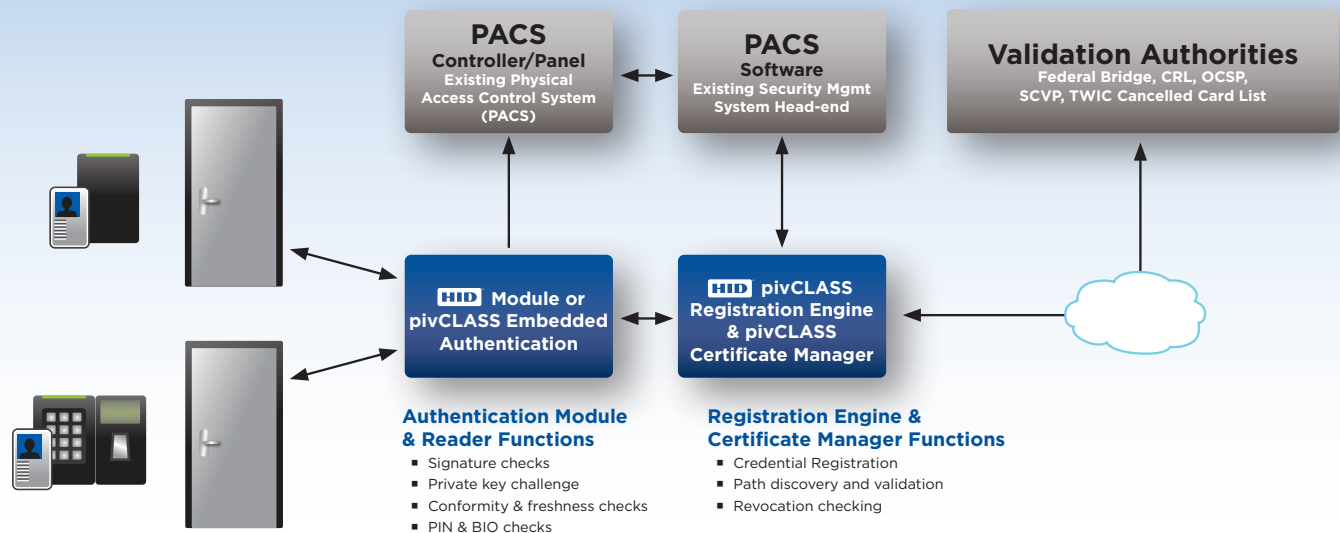 PACS
Controller/Panel
Existing Physical
Access Control System
(PACS)
PACS
Software
Existing Security Mgmt
System Head-end
Validation Authorities
Federal Bridge, CRL, OCSP,
SCVP, TWIC Cancelled Card List
HID Module or
pivCLASS Embedded
Authentication
HID pivCLASS
Registration Engine
& pivCLASS
Certificate Manager
Authentication Module
& Reader Functions
▪ Signature checks
▪ Private key challenge
▪ Conformity & freshness checks
▪ PIN & BIO checks
Registration Engine &
Certificate Manager Functions
▪ Credential Registration
▪ Path discovery and validation
▪ Revocation checking